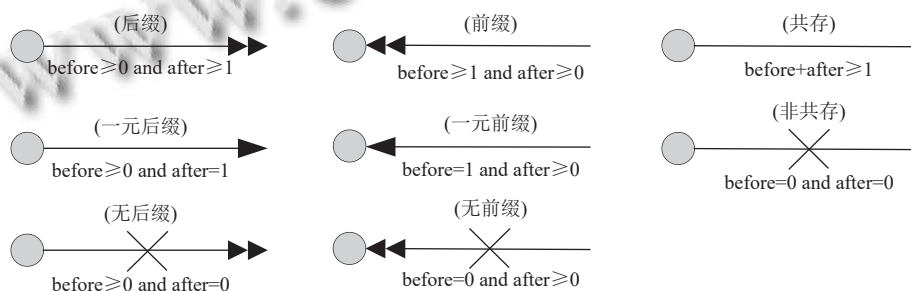 (后缀)
before≥0 and after≥1
(前缀)
before≥1 and after≥0
(共存)
before+after≥1
(一元后缀)
before≥0 and after=1
(一元前缀)
before=1 and after≥0
(非共存)
before=0 and after=0
(无后缀)
before≥0 and after=0
(无前缀)
before=0 and after≥0